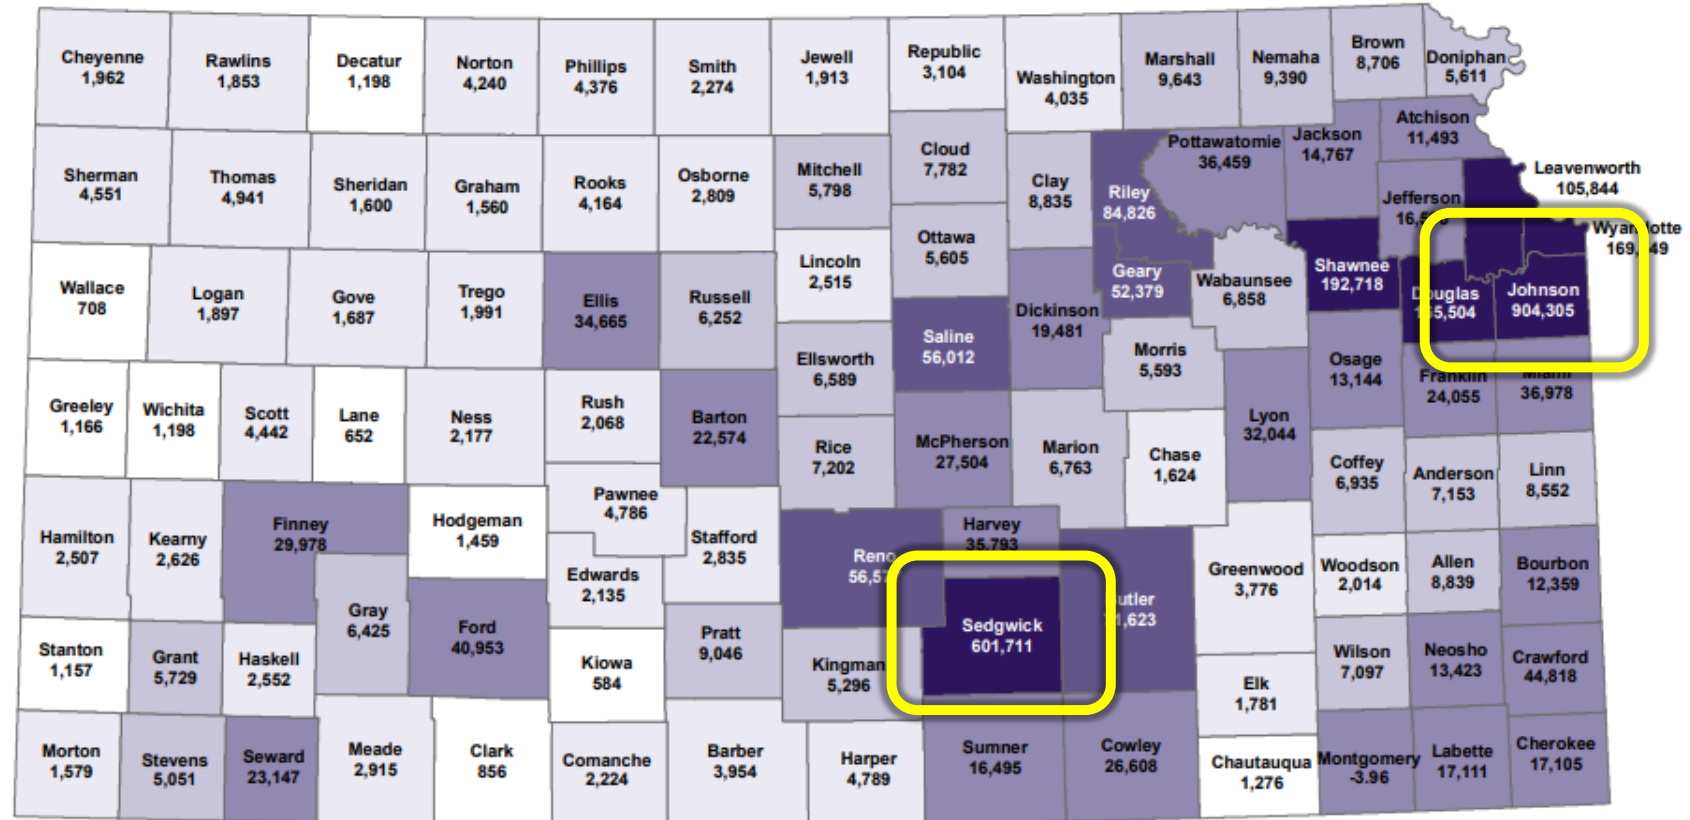 Cheyenne
1,962
Rawlins
1,853
Decatur
1,198
Norton
4,240
Phillips
4,376
Smith
2,274
Jewell
1,913
Republic
3,104
Washington
4,035
Marshall
9,643
Nemaha
9,390
Brown
8,706
Doniphan
5,611
Sherman
4,551
Thomas
4,941
Sheridan
1,600
Graham
1,560
Rooks
4,164
Osborne
2,809
Mitchell
5,798
Cloud
7,782
Clay
8,835
Riley
84,826
Pottawatomie
36,459
Jackson
14,767
Atchison
11,493
Jefferson
Leavenworth
105,844
Wyandotte
Wallace
708
Logan
1,897
Gove
1,687
Trego
1,991
Ellis
34,665
Russell
6,252
Lincoln
2,515
Ottawa
5,605
Saline
56,012
Dickinson
19,481
Geary
52,379
Wabaunsee
6,858
Shawnee
192,718
Douglas
Johnson
904,305
Greeley
1,166
Wichita
1,198
Scott
4,442
Lane
652
Ness
2,177
Rush
2,068
Barton
22,574
Ellsworth
6,589
Rice
7,202
McPherson
27,504
Marion
6,763
Morris
5,593
Chase
1,624
Lyon
32,044
Osage
13,144
Franklin
24,055
Miami
36,978
Coffey
6,935
Anderson
7,153
Linn
8,552
Hamilton
2,507
Kearny
2,626
Finney
29,978
Hodgeman
1,459
Pawnee
4,786
Stafford
2,835
Edwards
2,135
Reno
Harvey
35,793
Greenwood
3,776
Woodson
2,014
Allen
8,839
Bourbon
12,359
Stanton
1,157
Grant
5,729
Haskell
2,552
Gray
6,425
Ford
40,953
Kiowa
584
Pratt
9,046
Kingman
5,296
Sedgwick
601,711
Elk
1,781
Wilson
7,097
Neosho
13,423
Crawford
44,818
Morton
1,579
Stevens
5,051
Seward
23,147
Meade
2,915
Clark
856
Comanche
2,224
Barber
3,954
Harper
4,789
Sumner
16,495
Cowley
26,608
Chautauqua
1,276
Montgomery
-3.96
Labette
17,111
Cherokee
17,105